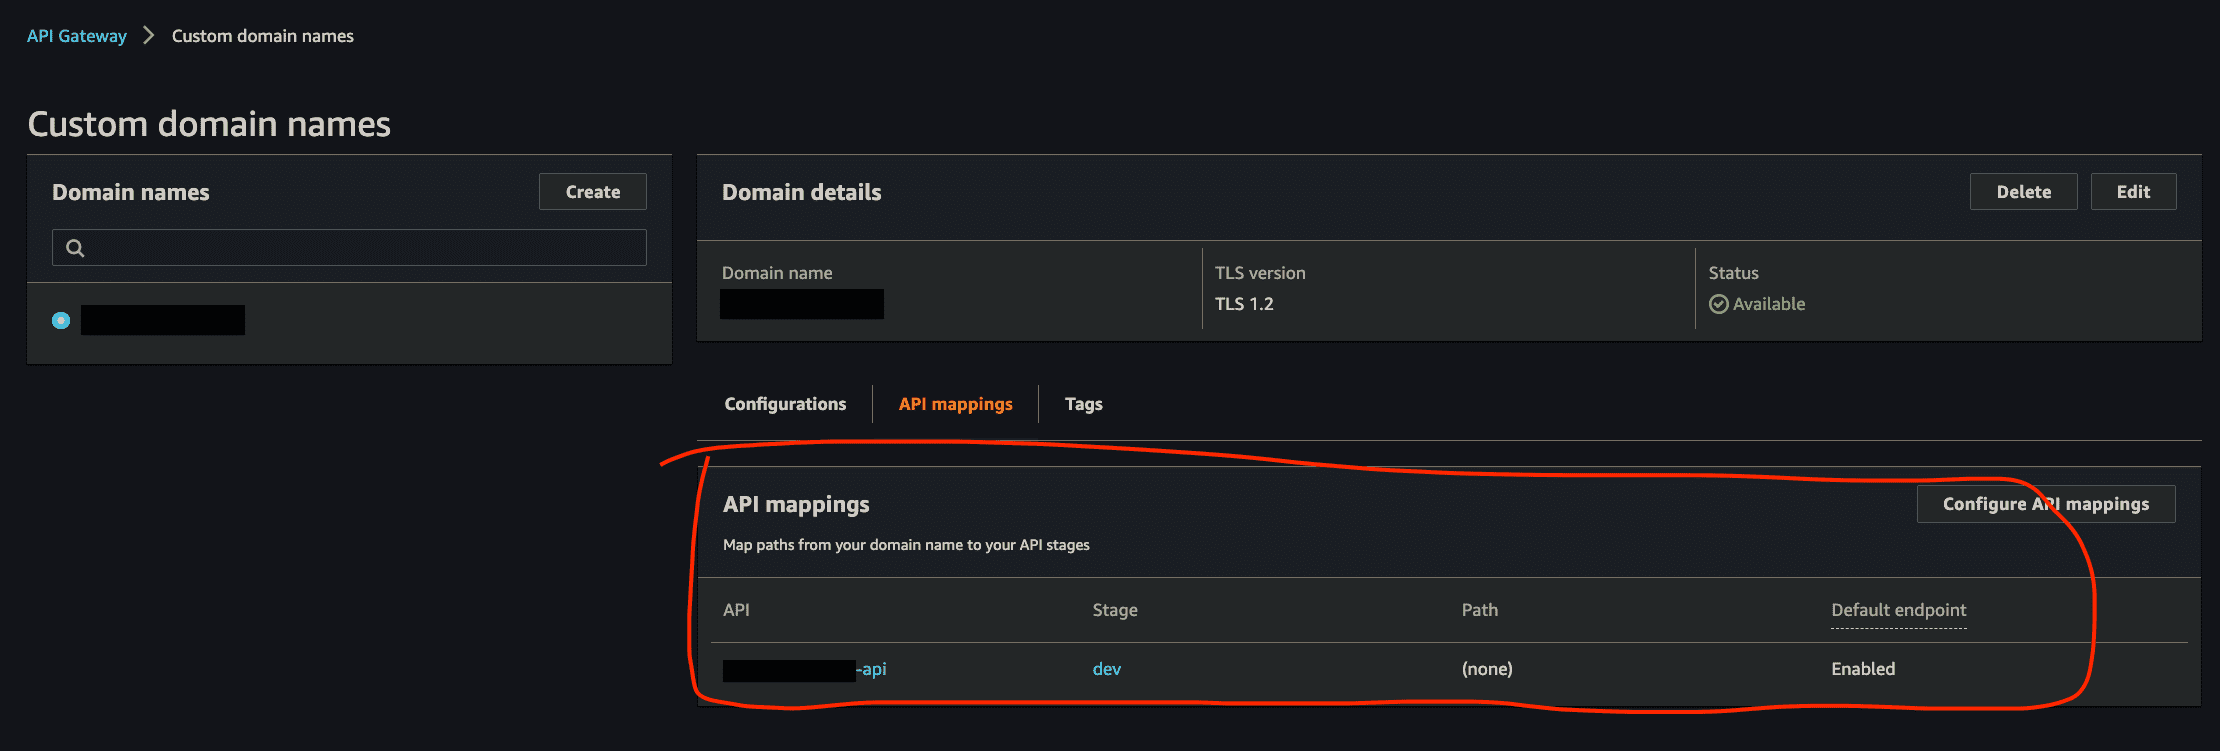 API Gateway > Custom domain names
Custom domain names
Domain names
Create
Domain details
Delete
Edit
Domain name
TLS version
TLS 1.2
Status
Available
Configurations
API mappings
Tags
API mappings
Configure API mappings
Map paths from your domain name to your API stages
API
Stage
Path
Default endpoint
-api
dev
(none)
Enabled